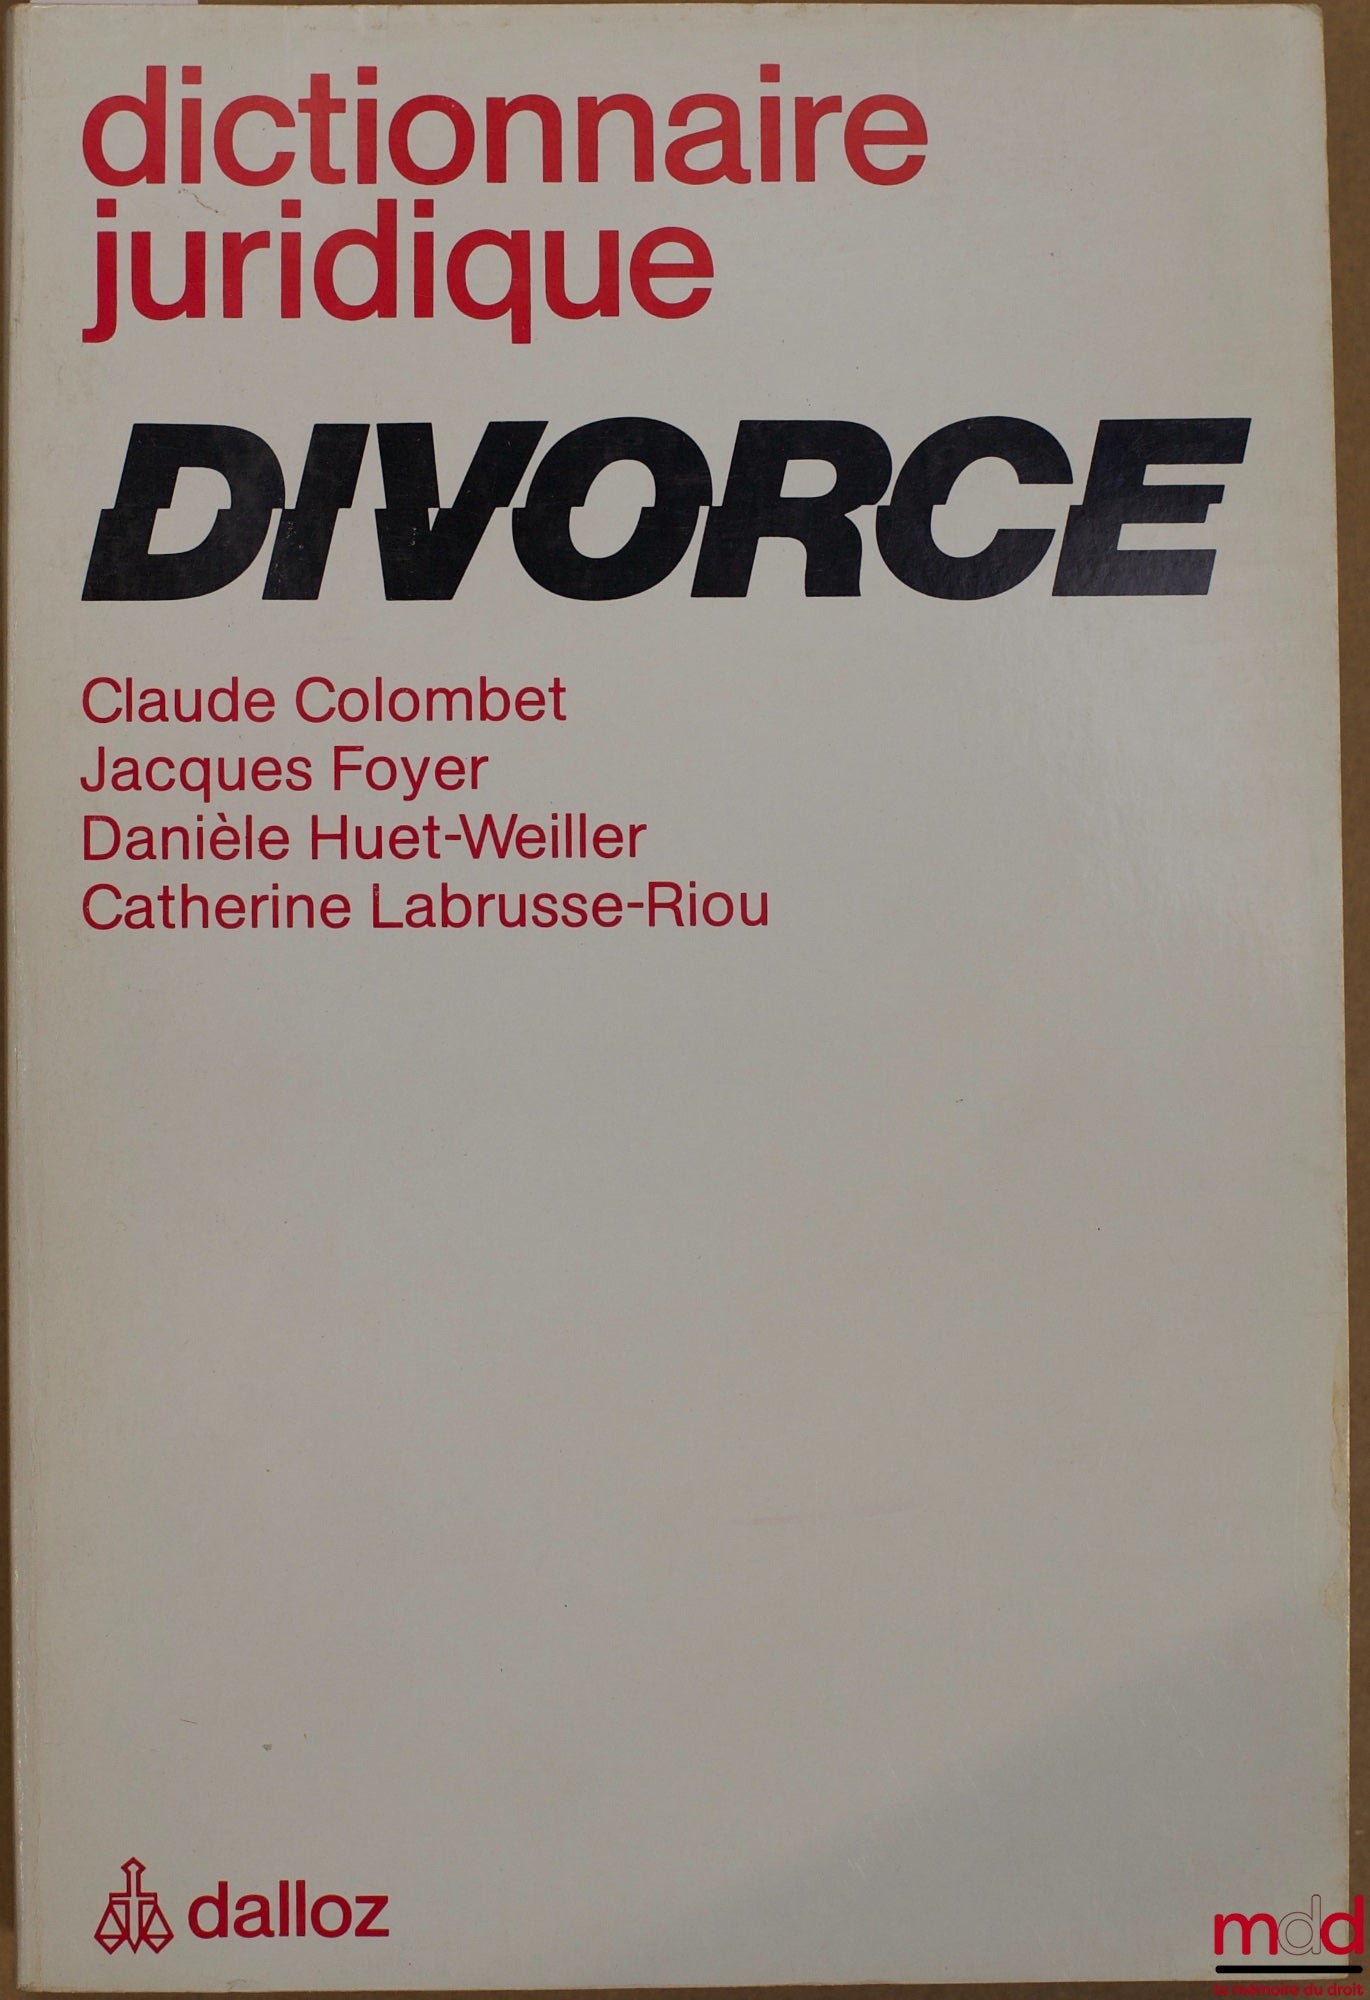 dictionnaire
juridique
DIVORCE
Claude Colombet
Jacques Foyer
Danièle Huet-Weiller
Catherine Labrusse-Riou
dalloz
mdd
la mémoire du droit